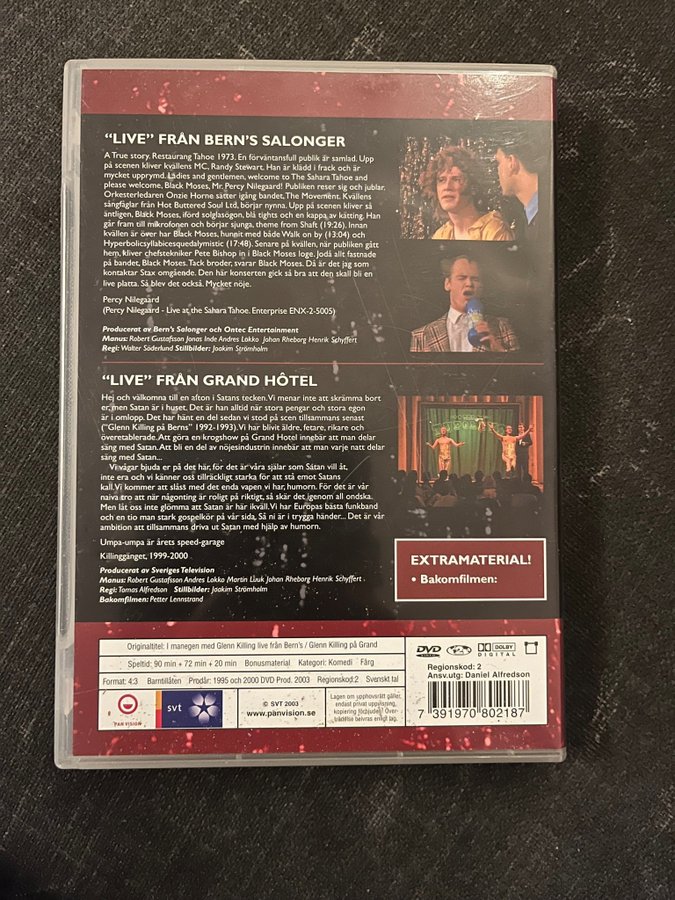 “LIVE” FRÅN BERN’S SALONGER
A True story. Restaurang Tahoe 1973. En förväntansfull publik är samlad. Upp
på scenen kliver kvällens MC, Randy Stewart. Han är klädd i frack och är
mycket upprymd. Ladies and gentlemen, welcome to The Sahara Tahoe and
please welcome, Black Moses, Mr. Percy Nilegaard! Publiken reser sig och jublar.
Orkesterledaren Onzie Horne sätter igång bandet, The Movement. Kvällens
sångfåglar från Hot Buttered Soul Ltd, börjar nynna. Upp på scenen kliver så
äntligen, Black Moses, iförd solglasögon, blå tights och en kappa av kätting. Han
går fram till mikrofonen och börjar sjunga, theme from Shaft (19:26). Innan
kvällen är över har Black Moses, hunnit med både Walk on by (13:04) och
Hyperbolicsyllabicesquedalymistic (17:48). Senare på kvällen, när publiken gått
hem, kliver chefstekniker Pete Bishop in i Black Moses loge. Jodå allt fastnade
på bandet, Black Moses. Tack broder, svarar Black Moses. Då är det jag som
kontaktar Stax omgående. Den här konserten gick så bra att den skall bli en
live platta. Så blev det också. Mycket nöje.
Percy Nilegaard
(Percy Nilegaard - Live at the Sahara Tahoe. Enterprise ENX-2-5005)
Producerat av Bern’s Salonger och Ontec Entertainment
Manus: Robert Gustafsson Jonas Inde Andres Lokko Johan Rheborg Henrik Schyffert
Regi: Walter Söderlund Stillbilder: Joakim Strömholm
“LIVE” FRÅN GRAND HÔTEL
Hej och välkomna till en afton i Satans tecken. Vi menar inte att skrämma bort
er, men Satan är i huset. Det är han alltid när stora pengar och stora egon
är i omlopp. Det har hänt en del sedan vi stod på scen tillsammans senast
(“Glenn Killing på Berns” 1992-1993). Vi har blivit äldre, fetare, rikare och
överetablerade. Att göra en krogshow på Grand Hotel innebär att man delar
säng med Satan. Att bli en del av nöjesindustrin innebär att man varje natt delar
säng med Satan...
Vi vågar bjuda er på det här, för det är våra själar som Satan vill åt,
inte era och vi känner oss tillräckligt starka för att stå emot Satans
kall. Vi kommer att slåss med det enda vapen vi har, humorn. För det är vår
naiva tro att när någonting är roligt på riktigt, så skär det igenom all ondska.
Men låt oss inte glömma att Satan är här ikväll. Vi har Europas bästa funkband
och en tio man stark gospelkör på vår sida, Så ni är i trygga händer... Det är vår
ambition att tillsammans driva ut Satan med hjälp av humorn.
Umpa-umpa är årets speed-garage
Killinggänget, 1999-2000
Producerat av Sveriges Television
Manus: Robert Gustafsson Andres Lokko Martin Luuk Johan Rheborg Henrik Schyffert
Regi: Tomas Alfredson Stillbilder: Joakim Strömholm
Bakomfilmen: Petter Lennstrand
EXTRAMATERIAL!
• Bakomfilmen:
Originaltitel: I manegen med Glenn Killing live från Bern's / Glenn Killing på Grand
Speltid: 90 min + 72 min + 20 min Bonusmaterial Kategori: Komedi Färg
Format: 4:3 Barntillåten Prodår: 1995 och 2000 DVD Prod. 2003 Regionskod:2 Svenskt tal
PAN VISION
svt
© SVT 2003
www.panvision.se
Lagen om upphovsrätt gäller,
endast privat uppvisning,
kopiering förbjudes! Över-
trädelse beivras enligt lag.
DVD
DOLBY
DIGITAL
Regionskod: 2
Ansv.utg: Daniel Alfredson
7 391970 802187